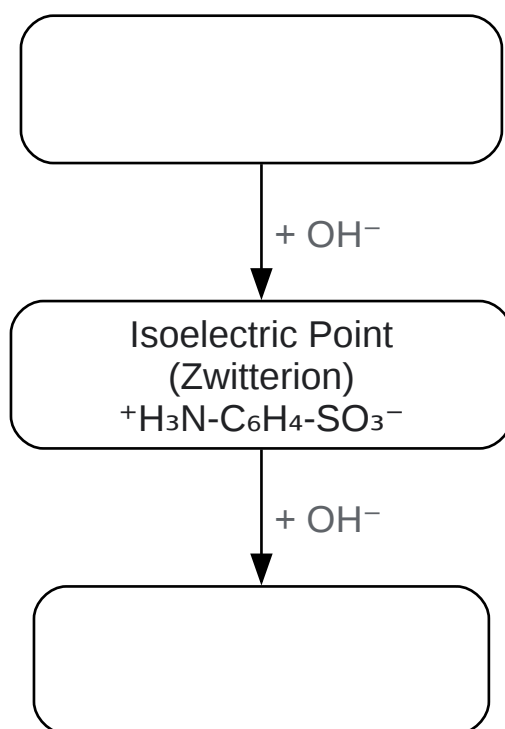 + OH⁻
Isoelectric Point
(Zwitterion)
⁺H₃N-C₆H₄-SO₃⁻
+ OH⁻